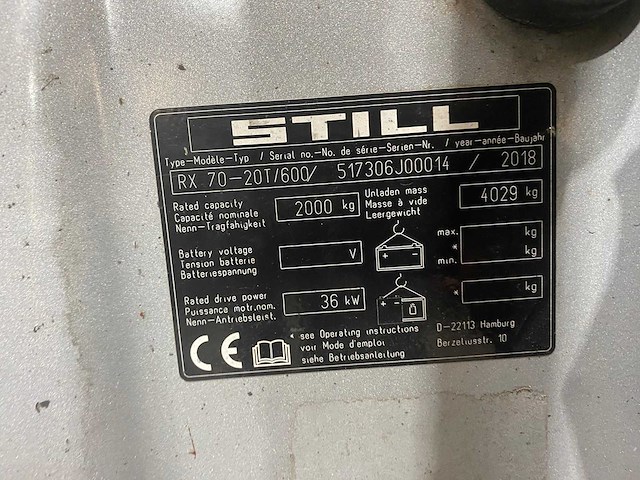 STILL
Type-Modèle-Typ / Serial no.-No. de série-Serien-Nr. / year-année-Baujahr
RX 70-20T/600/ 517306J00014 / 2018
Rated capacity
Capacité nominale
Nenn-Tragfähigkeit
2000 kg
Unladen mass
Masse à vide
Leergewicht
4029 kg
Battery voltage
Tension batterie
Batteriespannung
V
max. kg
* kg
min.
Rated drive power
Puissance motr.nom.
Nenn-Antriebsleist.
36 kW
* kg
CE
* see Operating instructions
voir Mode d'emploi
siehe Betriebsanleitung
D-22113 Hamburg
Berzeliusstr. 10